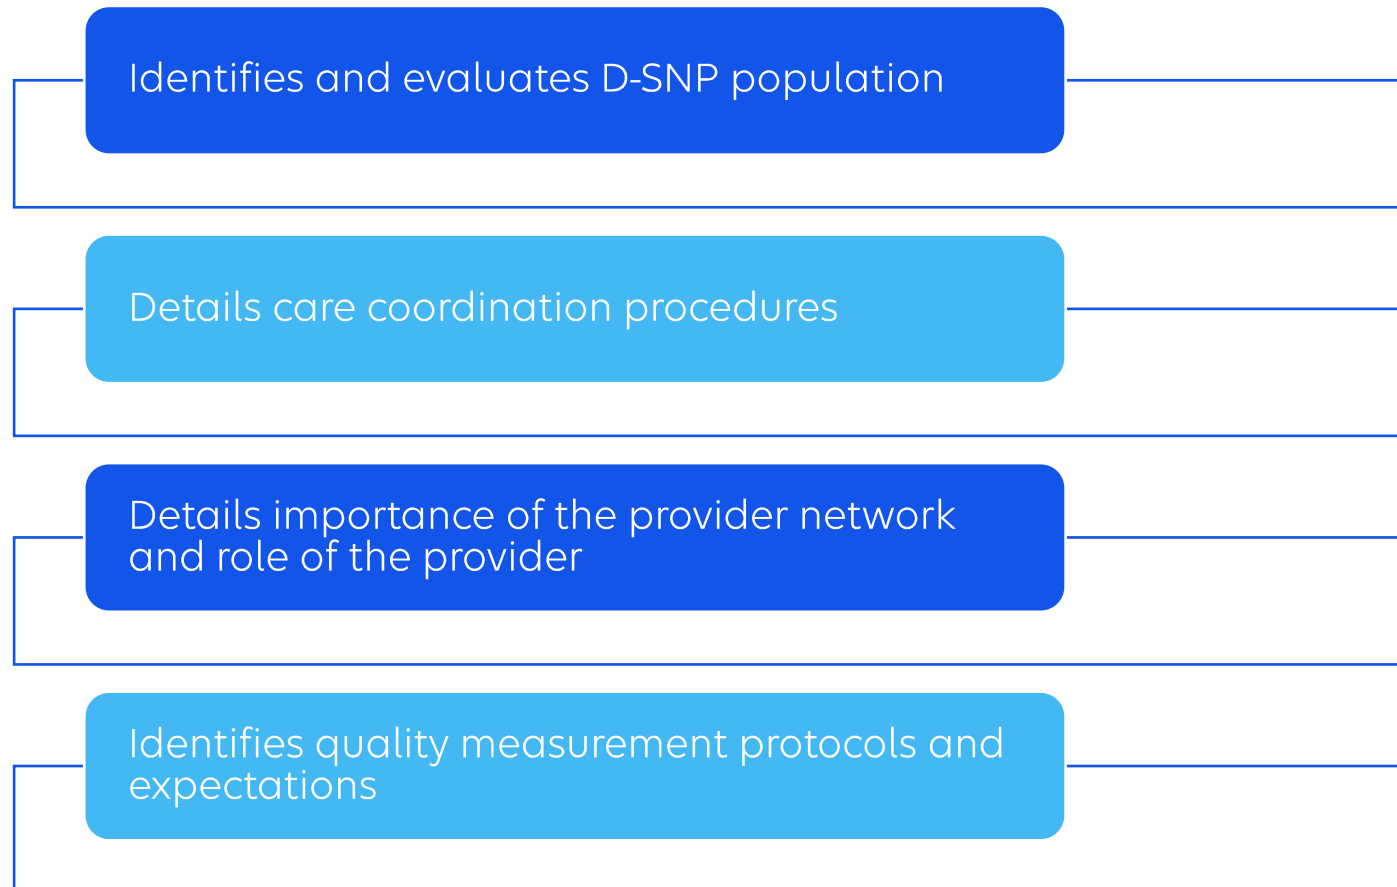 Identifies and evaluates D-SNP population
Details care coordination procedures
Details importance of the provider network
and role of the provider
Identifies quality measurement protocols and
expectations